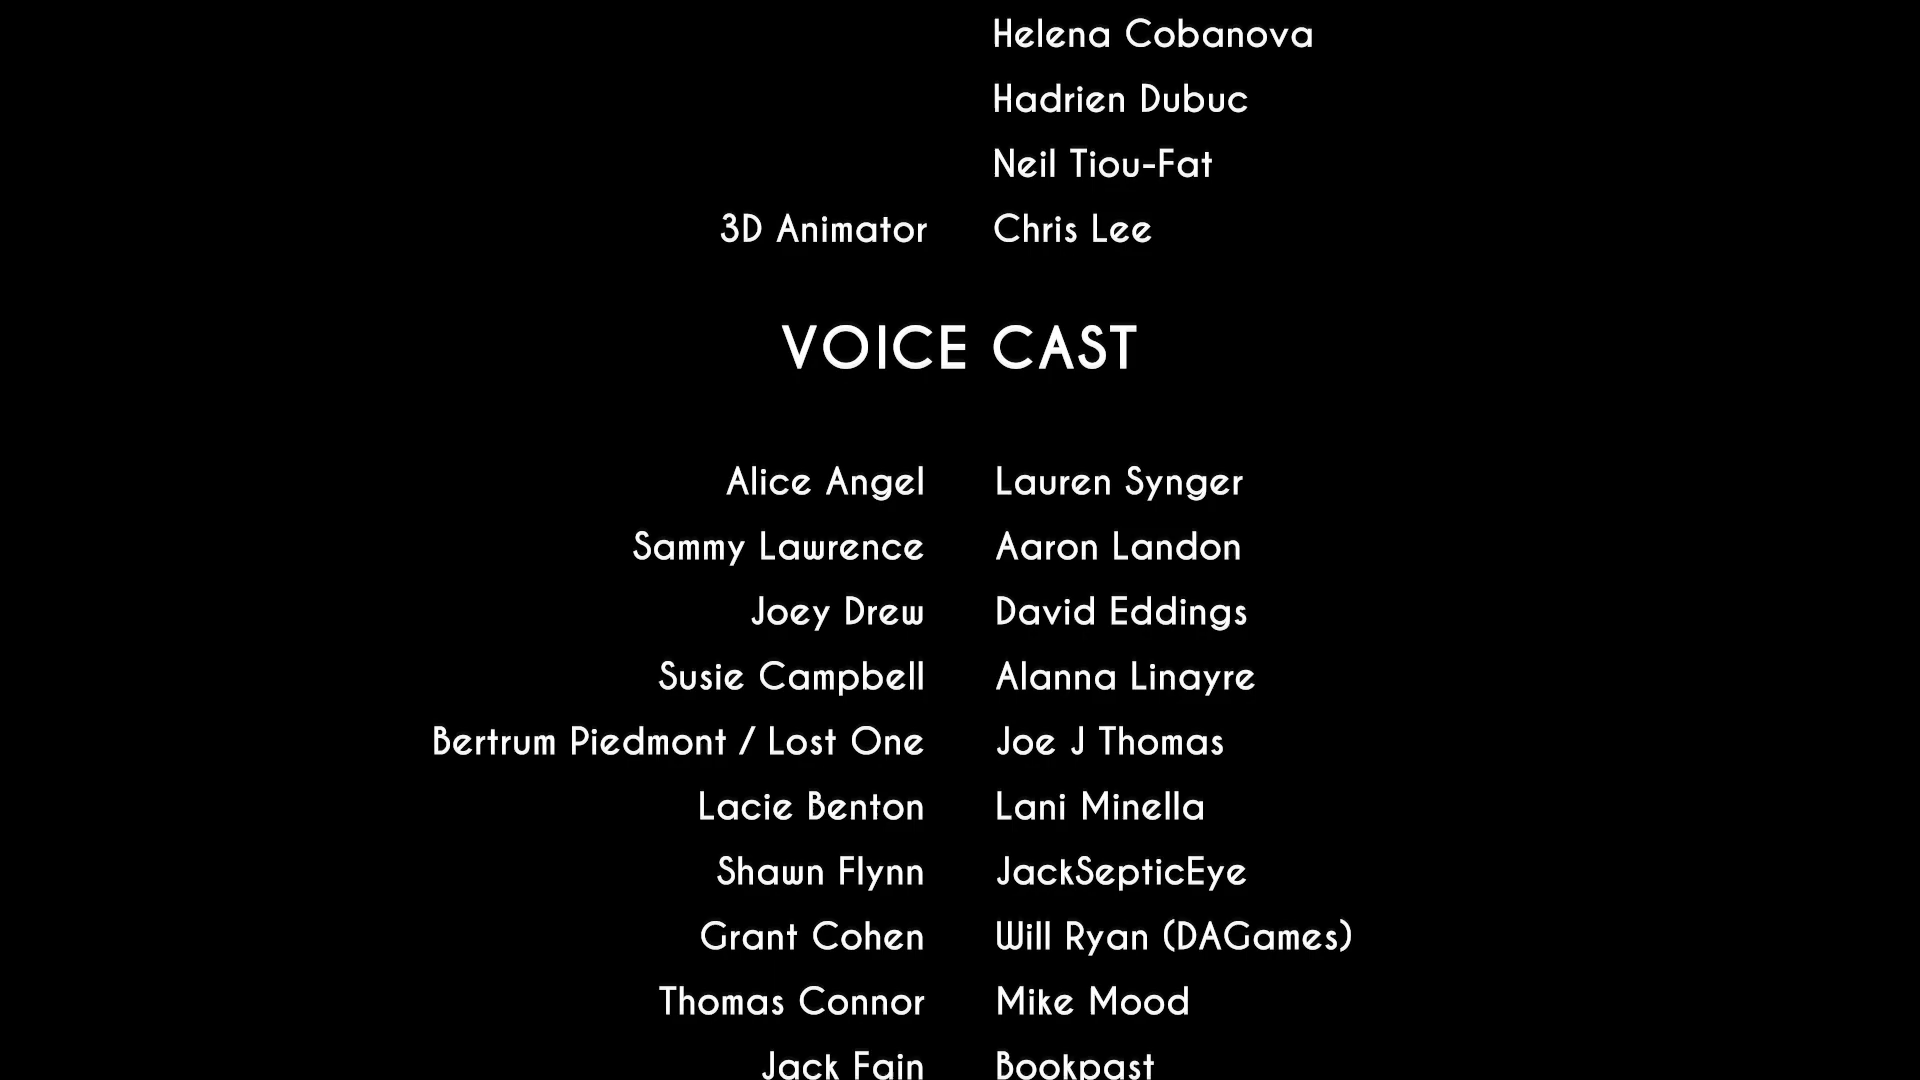 Helena Cobanova
Hadrien Dubuc
Neil Tiou-Fat
3D Animator Chris Lee
VOICE CAST
Alice Angel Lauren Synger
Sammy Lawrence Aaron Landon
Joey Drew David Eddings
Susie Campbell Alanna Linayre
Bertrum Piedmont / Lost One Joe J Thomas
Lacie Benton Lani Minella
Shawn Flynn JackSepticEye
Grant Cohen Will Ryan (DAGames)
Thomas Connor Mike Mood
Jack Fain Bookpast